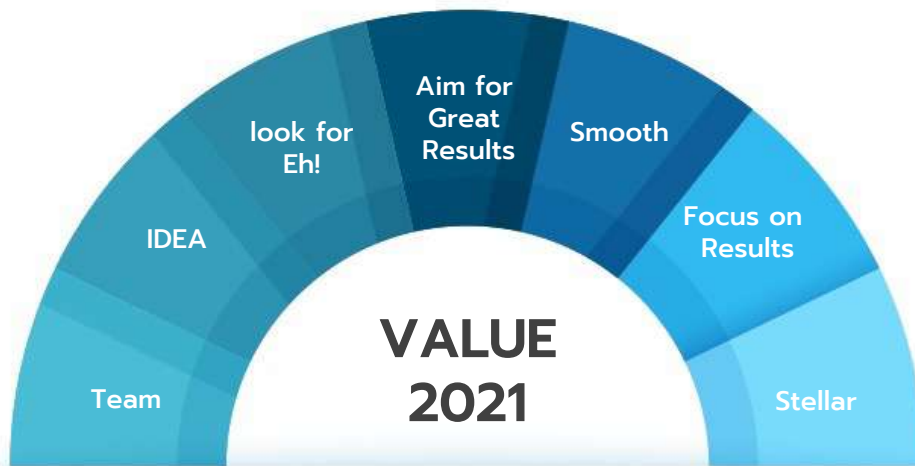 Team
IDEA
look for
Eh!
Aim for
Great
Results
Smooth
Focus on
Results
Stellar
VALUE
2021